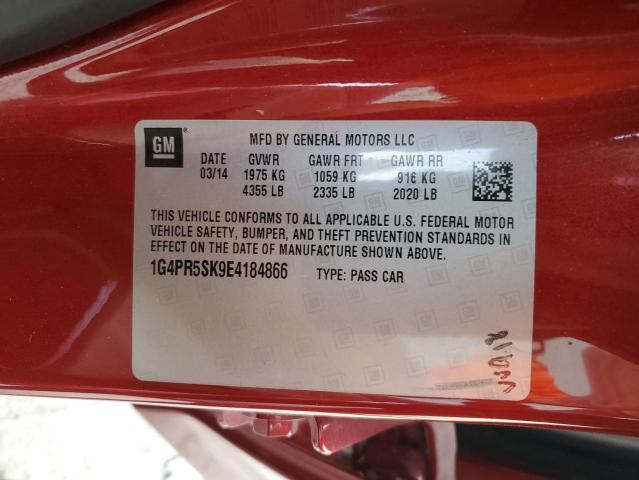 GM
MFD BY GENERAL MOTORS LLC
DATE GVWR GAWR FRT GAWR RR
03/14 1975 KG 1059 KG 916 KG
4355 LB 2335 LB 2020 LB
THIS VEHICLE CONFORMS TO ALL APPLICABLE U.S. FEDERAL MOTOR
VEHICLE SAFETY, BUMPER, AND THEFT PREVENTION STANDARDS IN
EFFECT ON THE DATE OF MANUFACTURE SHOWN ABOVE.
1G4PR5SK9E4184866 TYPE: PASS CAR